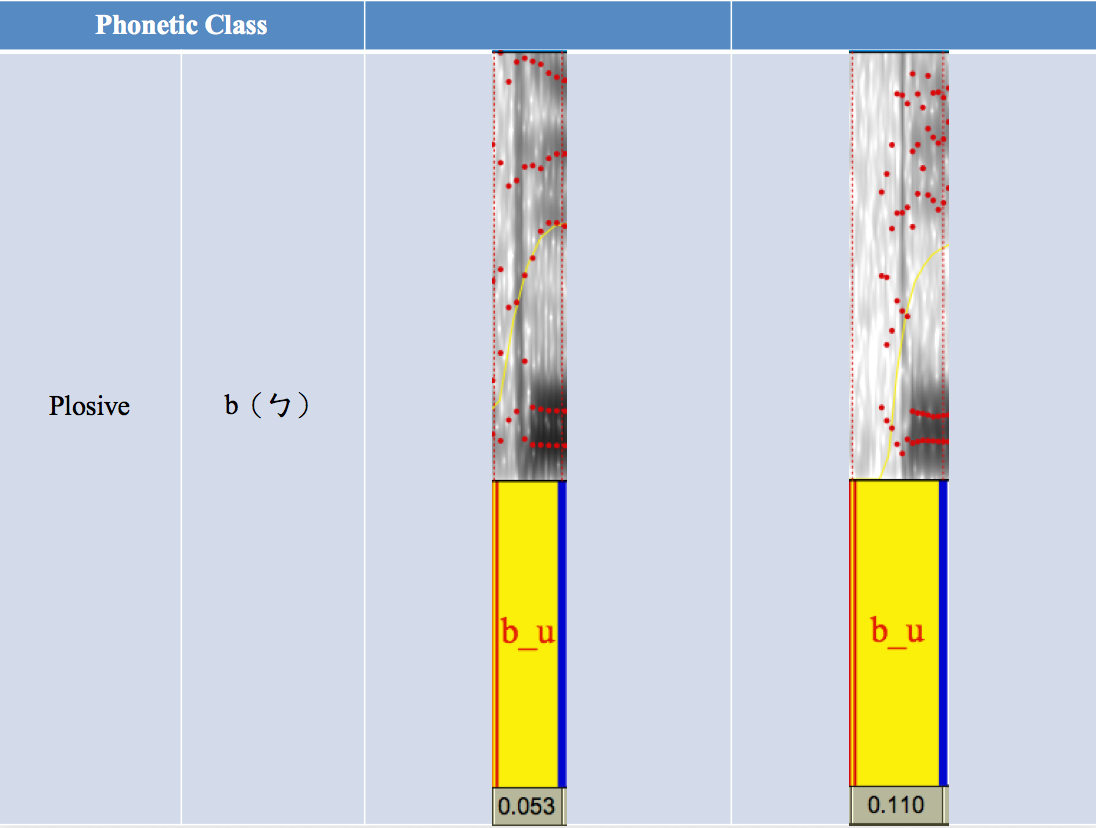 Phonetic Class
Plosive
b（ㄅ）
b_u
b_u
0.053
0.110